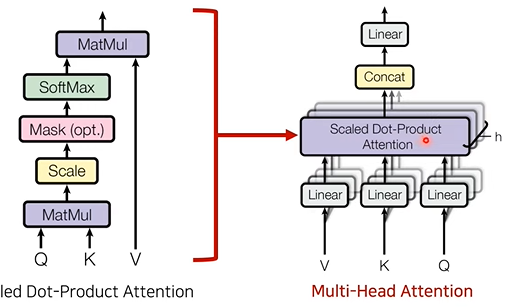 MatMul
SoftMax
Mask (opt.)
Scale
MatMul
Q K V
led Dot-Product Attention
Linear
Concat
Scaled Dot-Product
Attention
h
Linear Linear Linear
V K Q
Multi-Head Attention